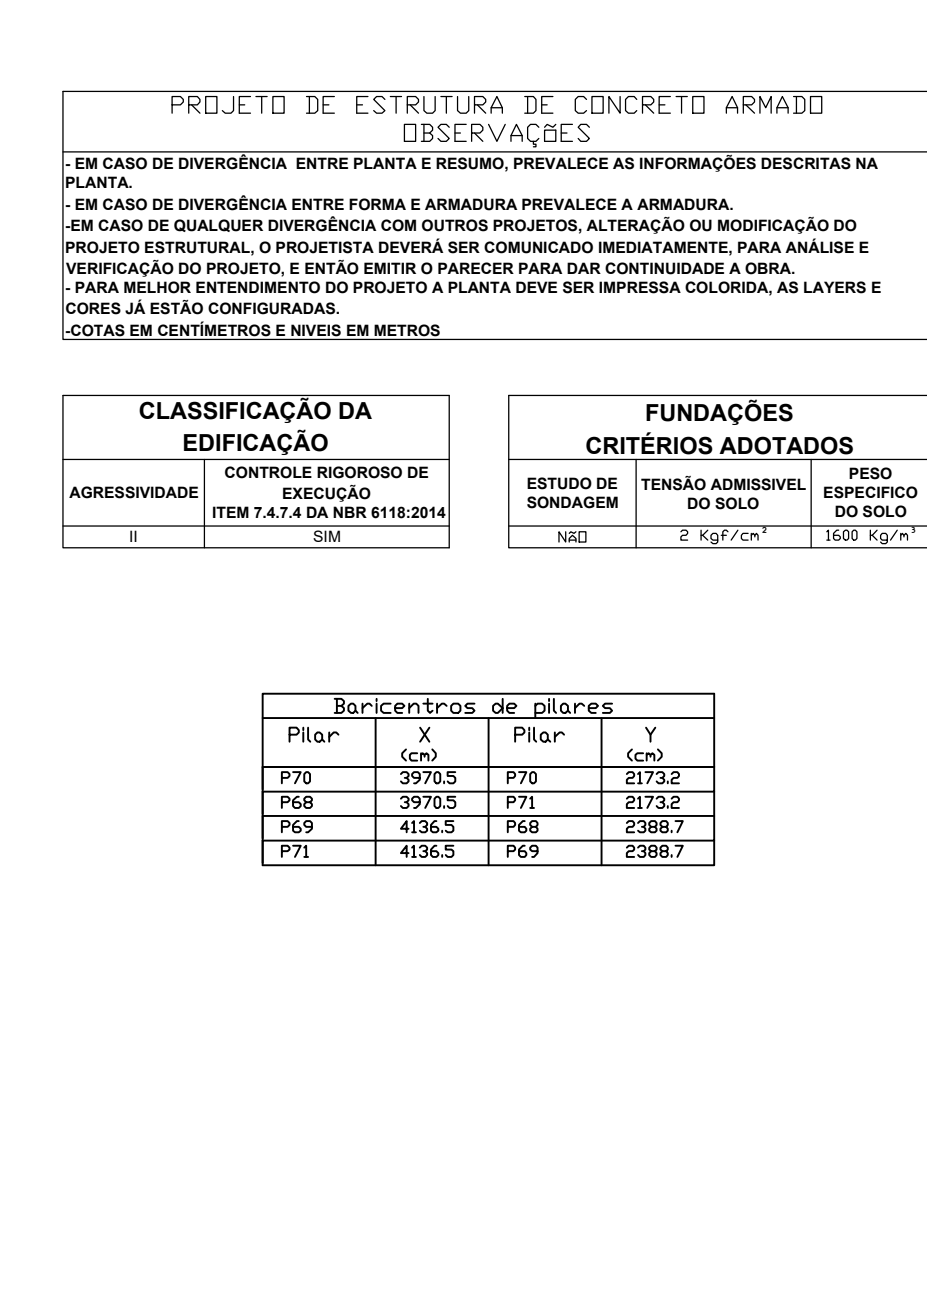 PROJETO DE ESTRUTURA DE CONCRETO ARMADO
OBSERVAÇÕES
- EM CASO DE DIVERGÊNCIA ENTRE PLANTA E RESUMO, PREVALECE AS INFORMAÇÕES DESCRITAS NA
PLANTA.
- EM CASO DE DIVERGÊNCIA ENTRE FORMA E ARMADURA PREVALECE A ARMADURA.
-EM CASO DE QUALQUER DIVERGÊNCIA COM OUTROS PROJETOS, ALTERAÇÃO OU MODIFICAÇÃO DO
PROJETO ESTRUTURAL, O PROJETISTA DEVERÁ SER COMUNICADO IMEDIATAMENTE, PARA ANÁLISE E
VERIFICAÇÃO DO PROJETO, E ENTÃO EMITIR O PARECER PARA DAR CONTINUIDADE A OBRA.
- PARA MELHOR ENTENDIMENTO DO PROJETO A PLANTA DEVE SER IMPRESSA COLORIDA, AS LAYERS E
CORES JÁ ESTÃO CONFIGURADAS.
-COTAS EM CENTÍMETROS E NIVEIS EM METROS
CLASSIFICAÇÃO DA
EDIFICAÇÃO
AGRESSIVIDADE
CONTROLE RIGOROSO DE
EXECUÇÃO
ITEM 7.4.7.4 DA NBR 6118:2014
II SIM
FUNDAÇÕES
CRITÉRIOS ADOTADOS
ESTUDO DE
SONDAGEM
TENSÃO ADMISSIVEL
DO SOLO
PESO
ESPECIFICO
DO SOLO
NãO 2 Kgf/cm² 1600 Kg/m³
Baricentros de pilares
Pilar X Pilar Y
(cm) (cm)
P70 3970.5 P70 2173.2
P68 3970.5 P71 2173.2
P69 4136.5 P68 2388.7
P71 4136.5 P69 2388.7